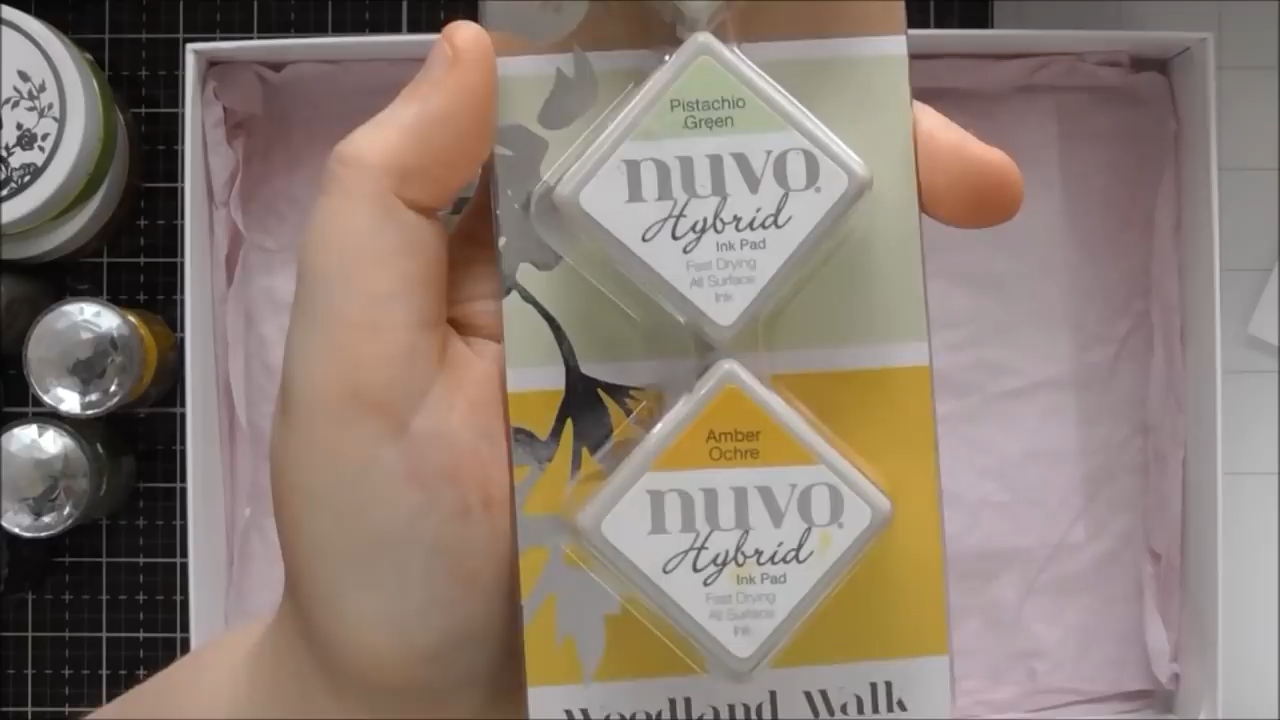 Pistachio
Green
nuvo
Hybrid
Ink Pad
Fast Drying
All Surface
Ink
Amber
Ochre
nuvo
Hybrid
Ink Pad
Fast Drying
All Surface
Ink
Woodland Walk